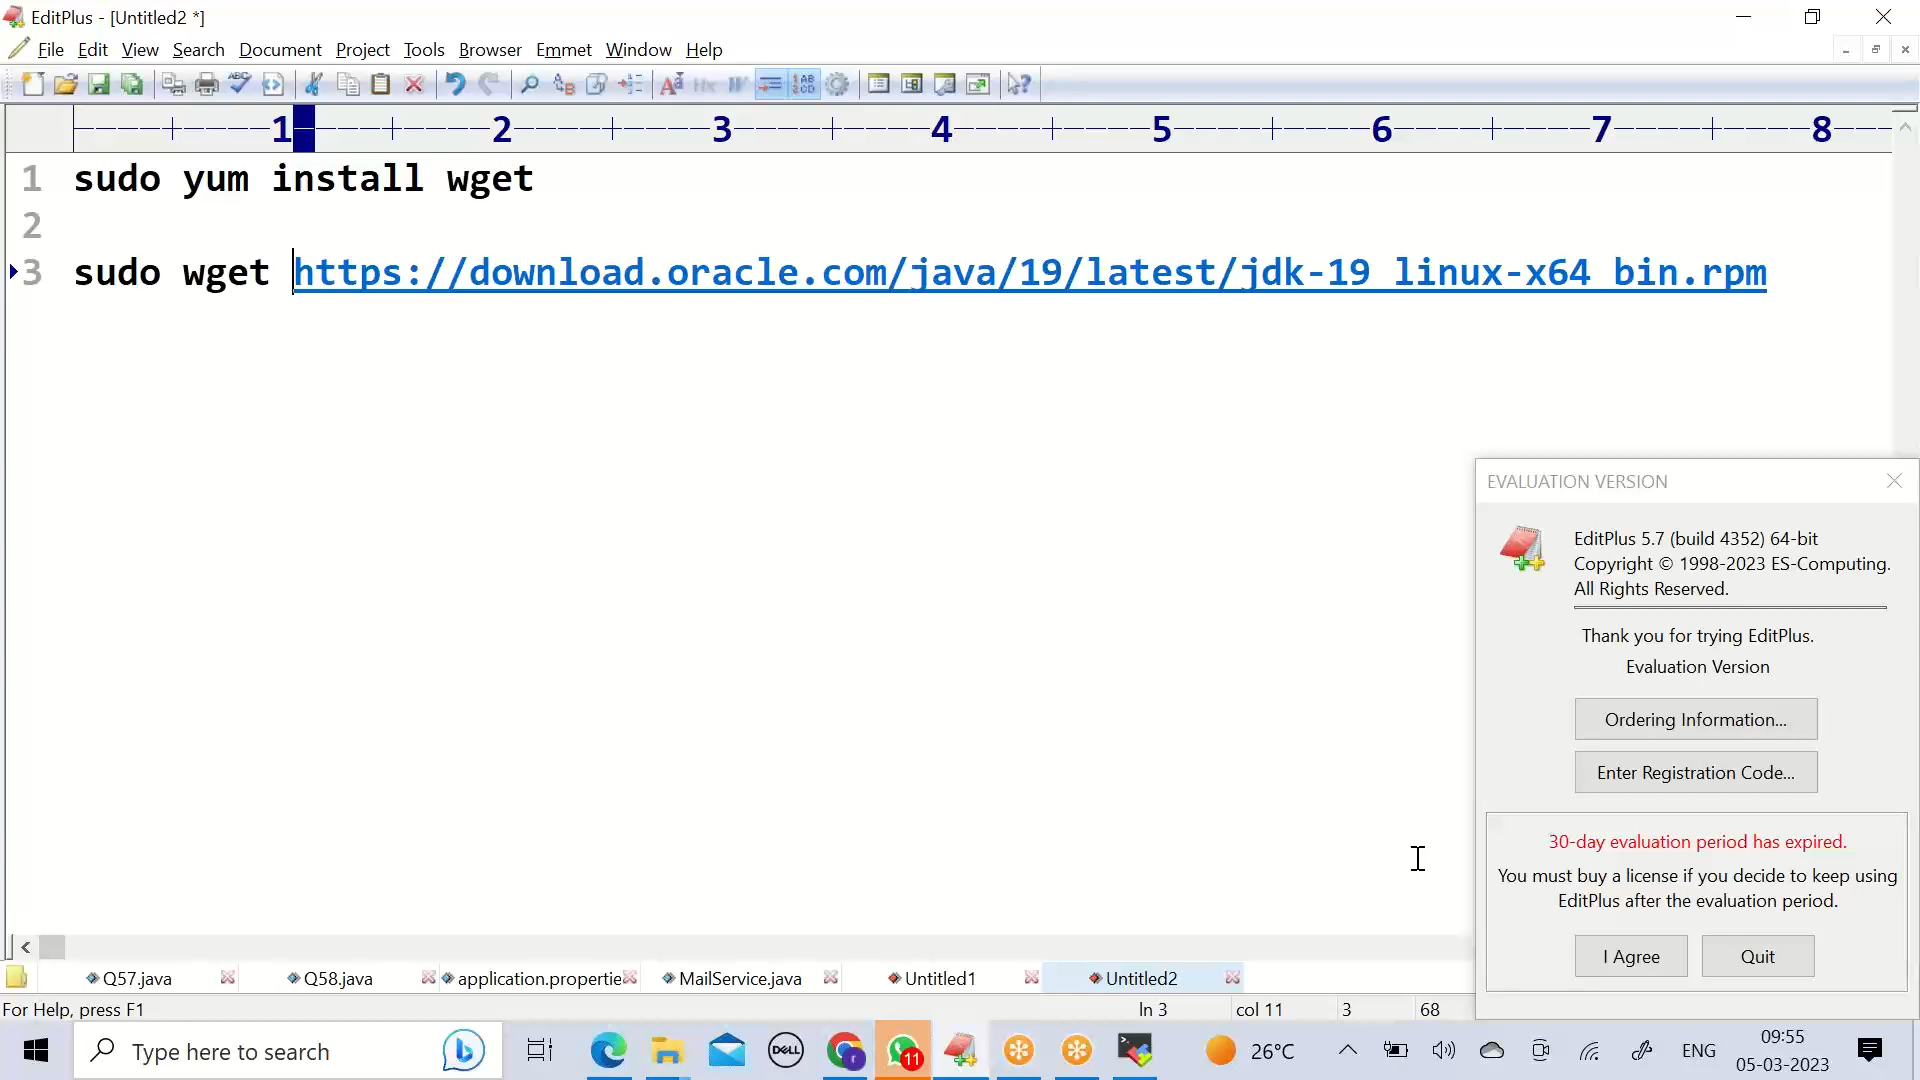 EditPlus - [Untitled2 *]
File Edit View Search Document Project Tools Browser Emmet Window Help
1 2 3 4 5 6 7 8
1 sudo yum install wget
2
3 sudo wget https://download.oracle.com/java/19/latest/jdk-19_linux-x64_bin.rpm
EVALUATION VERSION
EditPlus 5.7 (build 4352) 64-bit
Copyright © 1998-2023 ES-Computing.
All Rights Reserved.
Thank you for trying EditPlus.
Evaluation Version
Ordering Information...
Enter Registration Code...
30-day evaluation period has expired.
You must buy a license if you decide to keep using
EditPlus after the evaluation period.
I Agree Quit
Q57.java Q58.java application.propertie MailService.java Untitled1 Untitled2
For Help, press F1 ln 3 col 11 3 68
Type here to search DELL 11 26°C ENG 09:55
05-03-2023